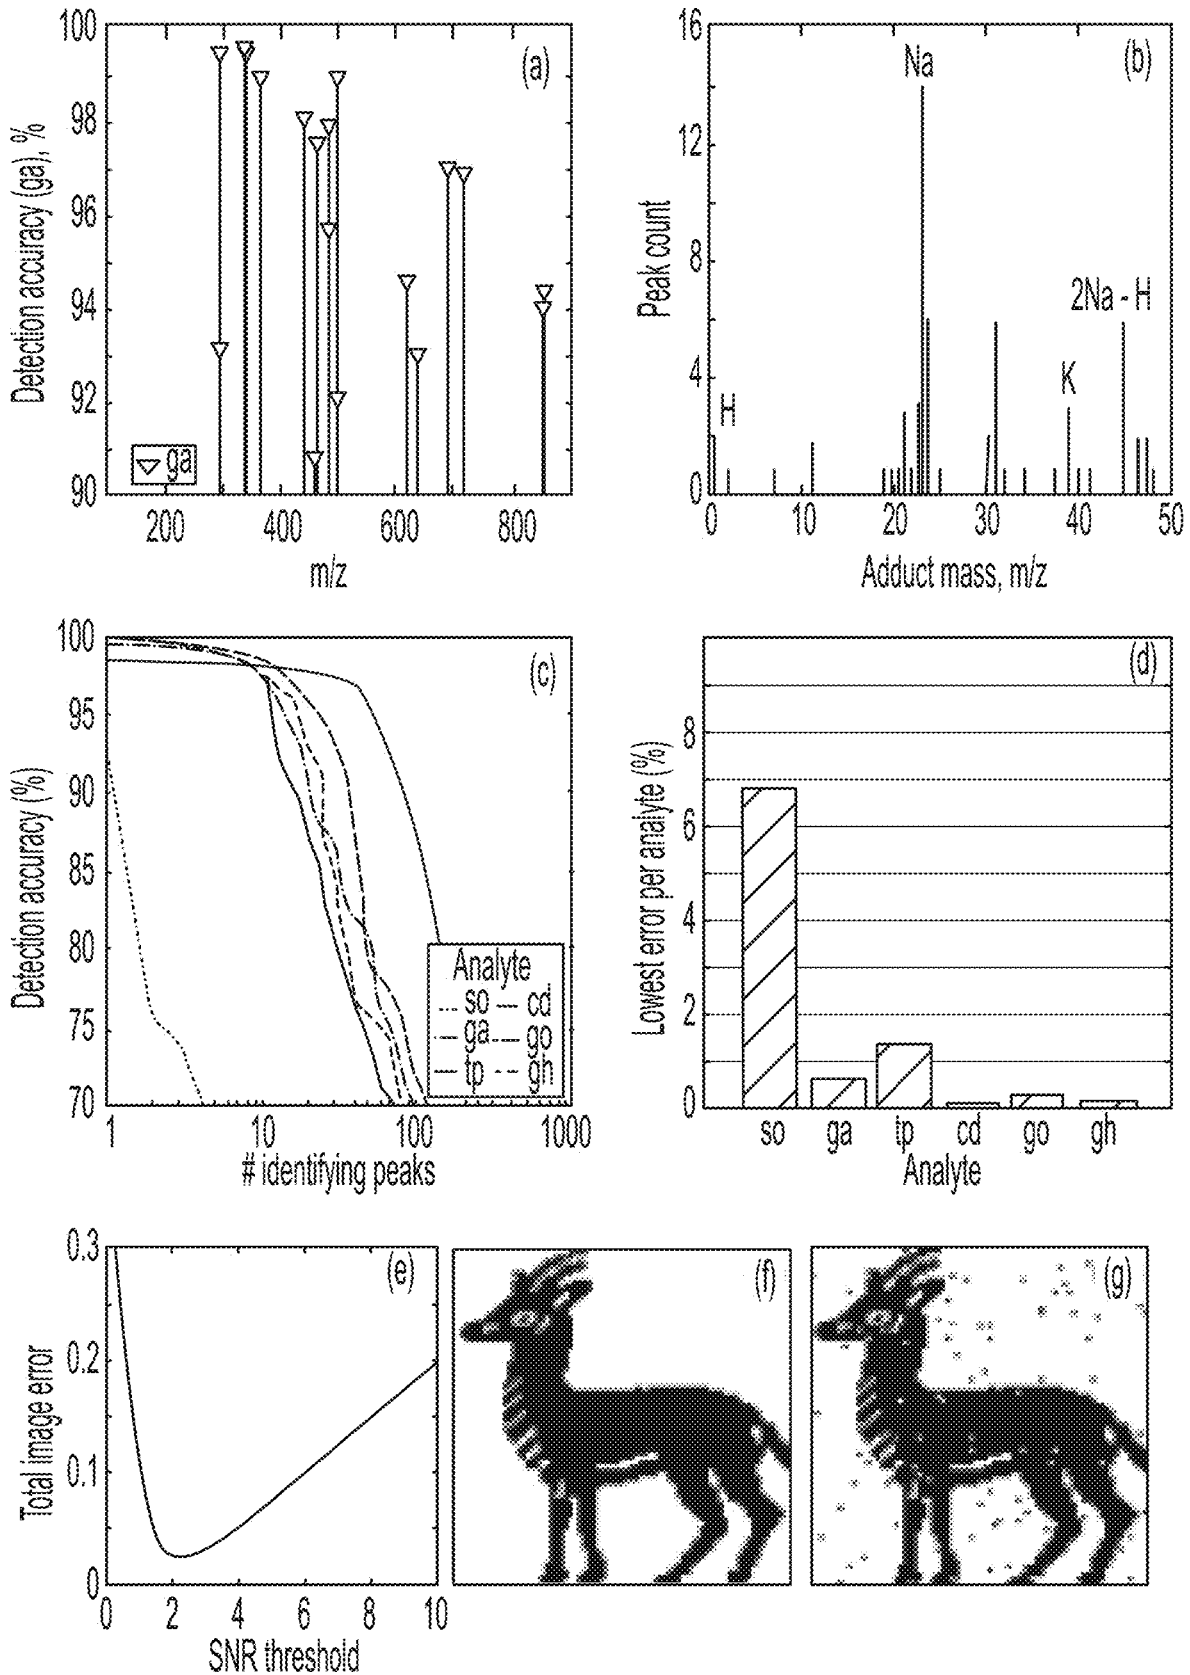 (a)
Detection accuracy (ga), %
100
98
96
94
92
90
ga
200 400 600 800
m/z
(b)
Peak count
16
12
8
4
0
Na
2Na - H
K
H
0 10 20 30 40 50
Adduct mass, m/z
(c)
Detection accuracy (%)
100
95
90
85
80
75
70
Analyte
so cd
ga go
tp gh
1 10 100 1000
# identifying peaks
(d)
Lowest error per analyte (%)
8
6
4
2
0
so ga tp cd go gh
Analyte
(e)
Total image error
0.3
0.2
0.1
0
0 2 4 6 8 10
SNR threshold
(f)
(g)